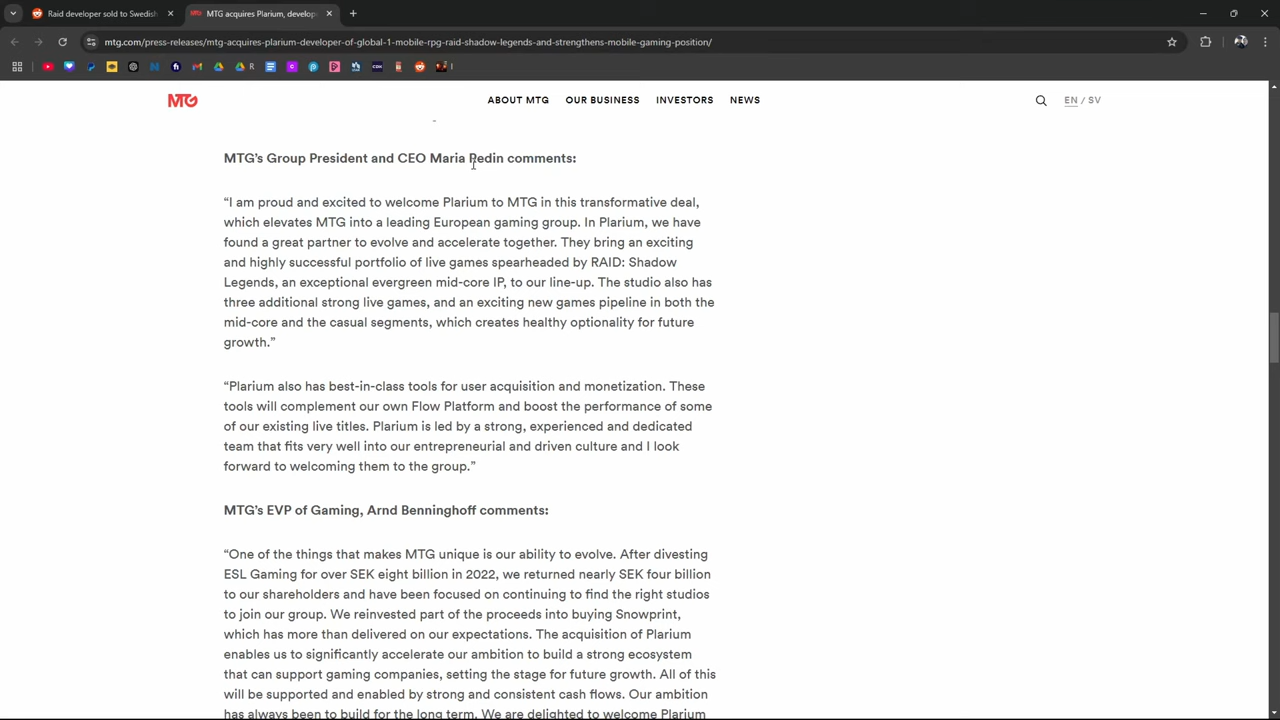 Raid developer sold to Swedish
MTG acquires Plarium, develope
mtg.com/press-releases/mtg-acquires-plarium-developer-of-global-1-mobile-rpg-raid-shadow-legends-and-strengthens-mobile-gaming-position/
MTG
ABOUT MTG
OUR BUSINESS
INVESTORS
NEWS
EN / SV
MTG's Group President and CEO Maria Redin comments:
“I am proud and excited to welcome Plarium to MTG in this transformative deal,
which elevates MTG into a leading European gaming group. In Plarium, we have
found a great partner to evolve and accelerate together. They bring an exciting
and highly successful portfolio of live games spearheaded by RAID: Shadow
Legends, an exceptional evergreen mid-core IP, to our line-up. The studio also has
three additional strong live games, and an exciting new games pipeline in both the
mid-core and the casual segments, which creates healthy optionality for future
growth.”
“Plarium also has best-in-class tools for user acquisition and monetization. These
tools will complement our own Flow Platform and boost the performance of some
of our existing live titles. Plarium is led by a strong, experienced and dedicated
team that fits very well into our entrepreneurial and driven culture and I look
forward to welcoming them to the group.”
MTG's EVP of Gaming, Arnd Benninghoff comments:
“One of the things that makes MTG unique is our ability to evolve. After divesting
ESL Gaming for over SEK eight billion in 2022, we returned nearly SEK four billion
to our shareholders and have been focused on continuing to find the right studios
to join our group. We reinvested part of the proceeds into buying Snowprint,
which has more than delivered on our expectations. The acquisition of Plarium
enables us to significantly accelerate our ambition to build a strong ecosystem
that can support gaming companies, setting the stage for future growth. All of this
will be supported and enabled by strong and consistent cash flows. Our ambition
has always been to build for the long term. We are delighted to welcome Plarium